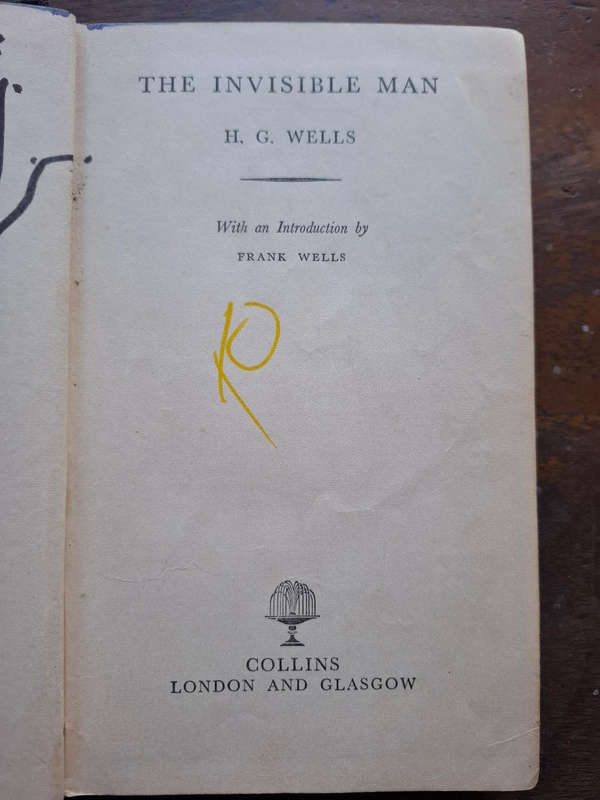 THE INVISIBLE MAN
H. G. WELLS
With an Introduction by
FRANK WELLS
COLLINS
LONDON AND GLASGOW